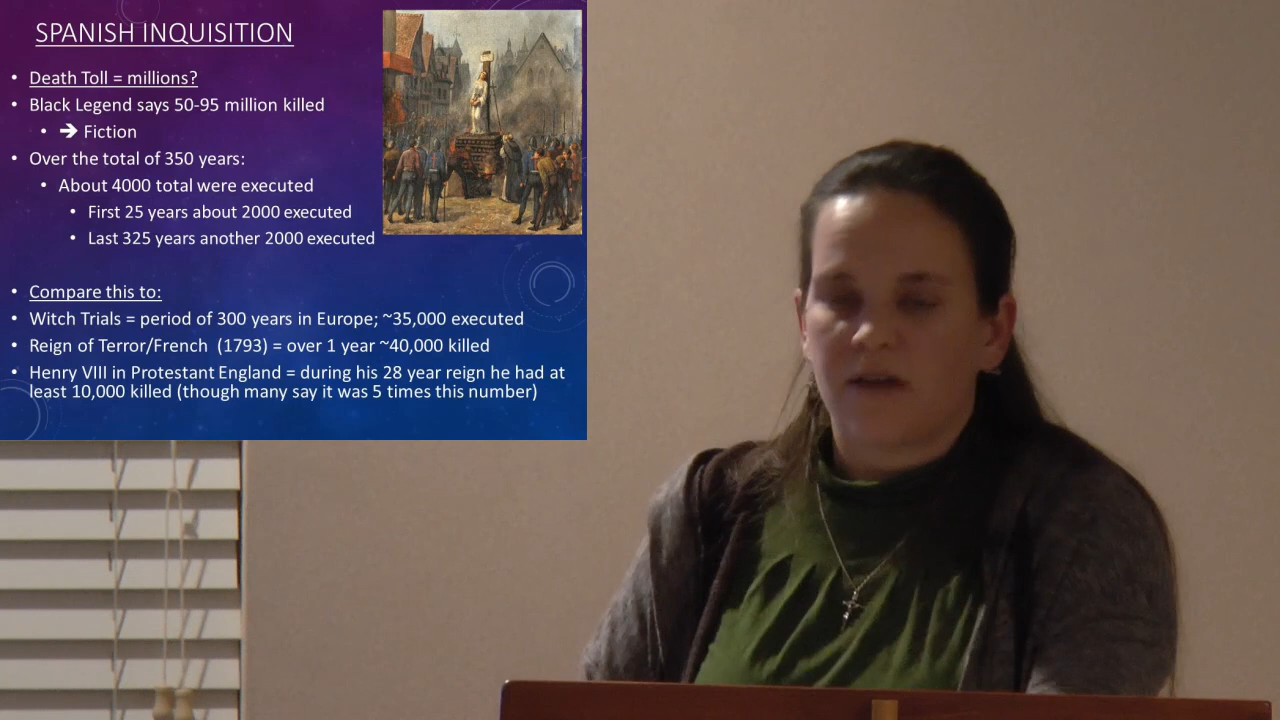 SPANISH INQUISITION
• Death Toll = millions?
• Black Legend says 50-95 million killed
• ➔ Fiction
• Over the total of 350 years:
• About 4000 total were executed
• First 25 years about 2000 executed
• Last 325 years another 2000 executed
• Compare this to:
• Witch Trials = period of 300 years in Europe; ~35,000 executed
• Reign of Terror/French (1793) = over 1 year ~40,000 killed
• Henry VIII in Protestant England = during his 28 year reign he had at
least 10,000 killed (though many say it was 5 times this number)